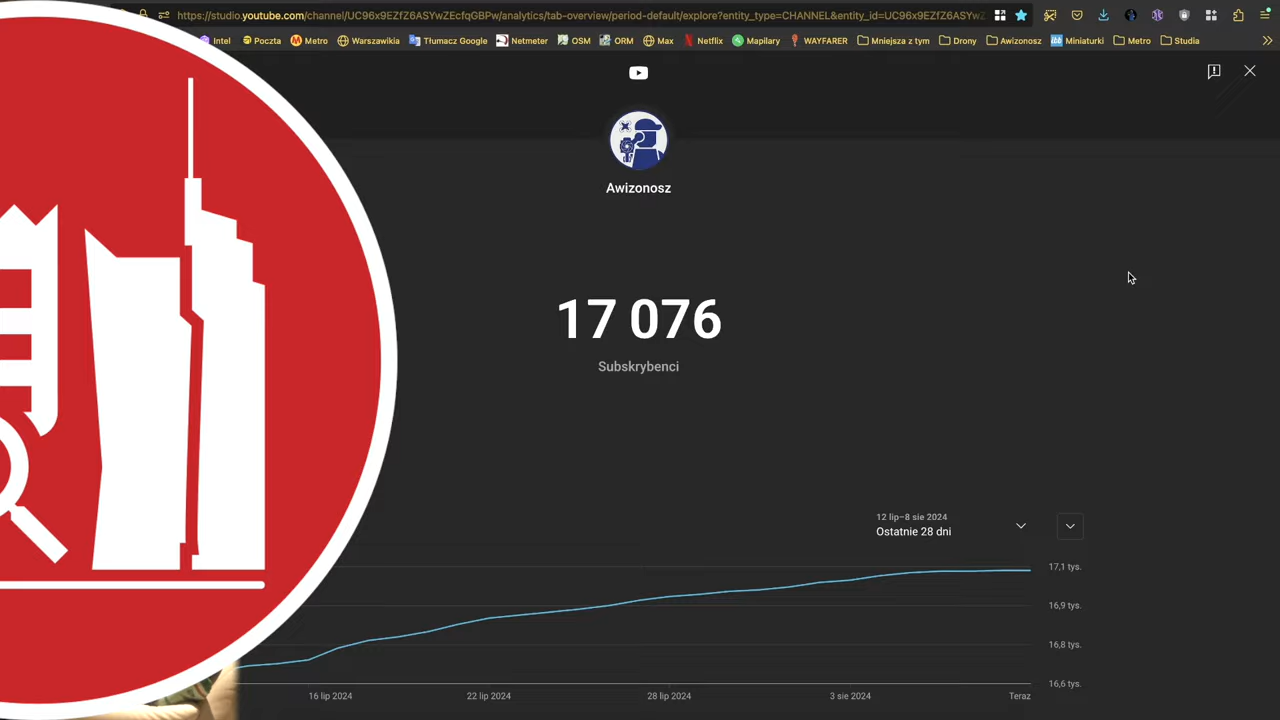 https://studio.youtube.com/channel/UC96x9EZfZ6ASYwZEcfqGBPw/analytics/tab-overview/period-default/explore?entity_type=CHANNEL&entity_id=UC96x9EZfZ6ASYwZ
Intel Poczta Metro Warszawikia Tłumacz Google Netmeter OSM ORM Max Netflix Mapilary WAYFARER Mniejsza z tym Drony Awizonosz Miniaturki Metro Studia
Awizonosz
17 076
Subskrybenci
12 lip–8 sie 2024
Ostatnie 28 dni
17,1 tys.
16,9 tys.
16,8 tys.
16,6 tys.
16 lip 2024 22 lip 2024 28 lip 2024 3 sie 2024 Teraz